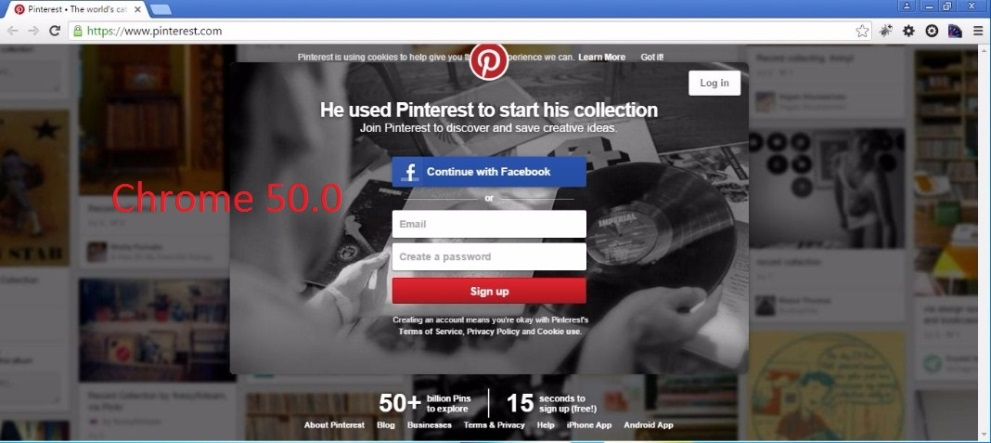 Pinterest • The world's cat
https://www.pinterest.com
Pinterest is using cookies to help give you perience we can. Learn More Got it!
Log in
He used Pinterest to start his collection
Join Pinterest to discover and save creative ideas.
Continue with Facebook
or
Chrome 50.0
Email
Create a password
Sign up
Creating an account means you're okay with Pinterest's
Terms of Service, Privacy Policy and Cookie use.
IMPERIAL
STAB
record collection
50+ billion Pins
to explore
15 seconds to
sign up (free!)
About Pinterest Blog Businesses Terms & Privacy Help iPhone App Android App